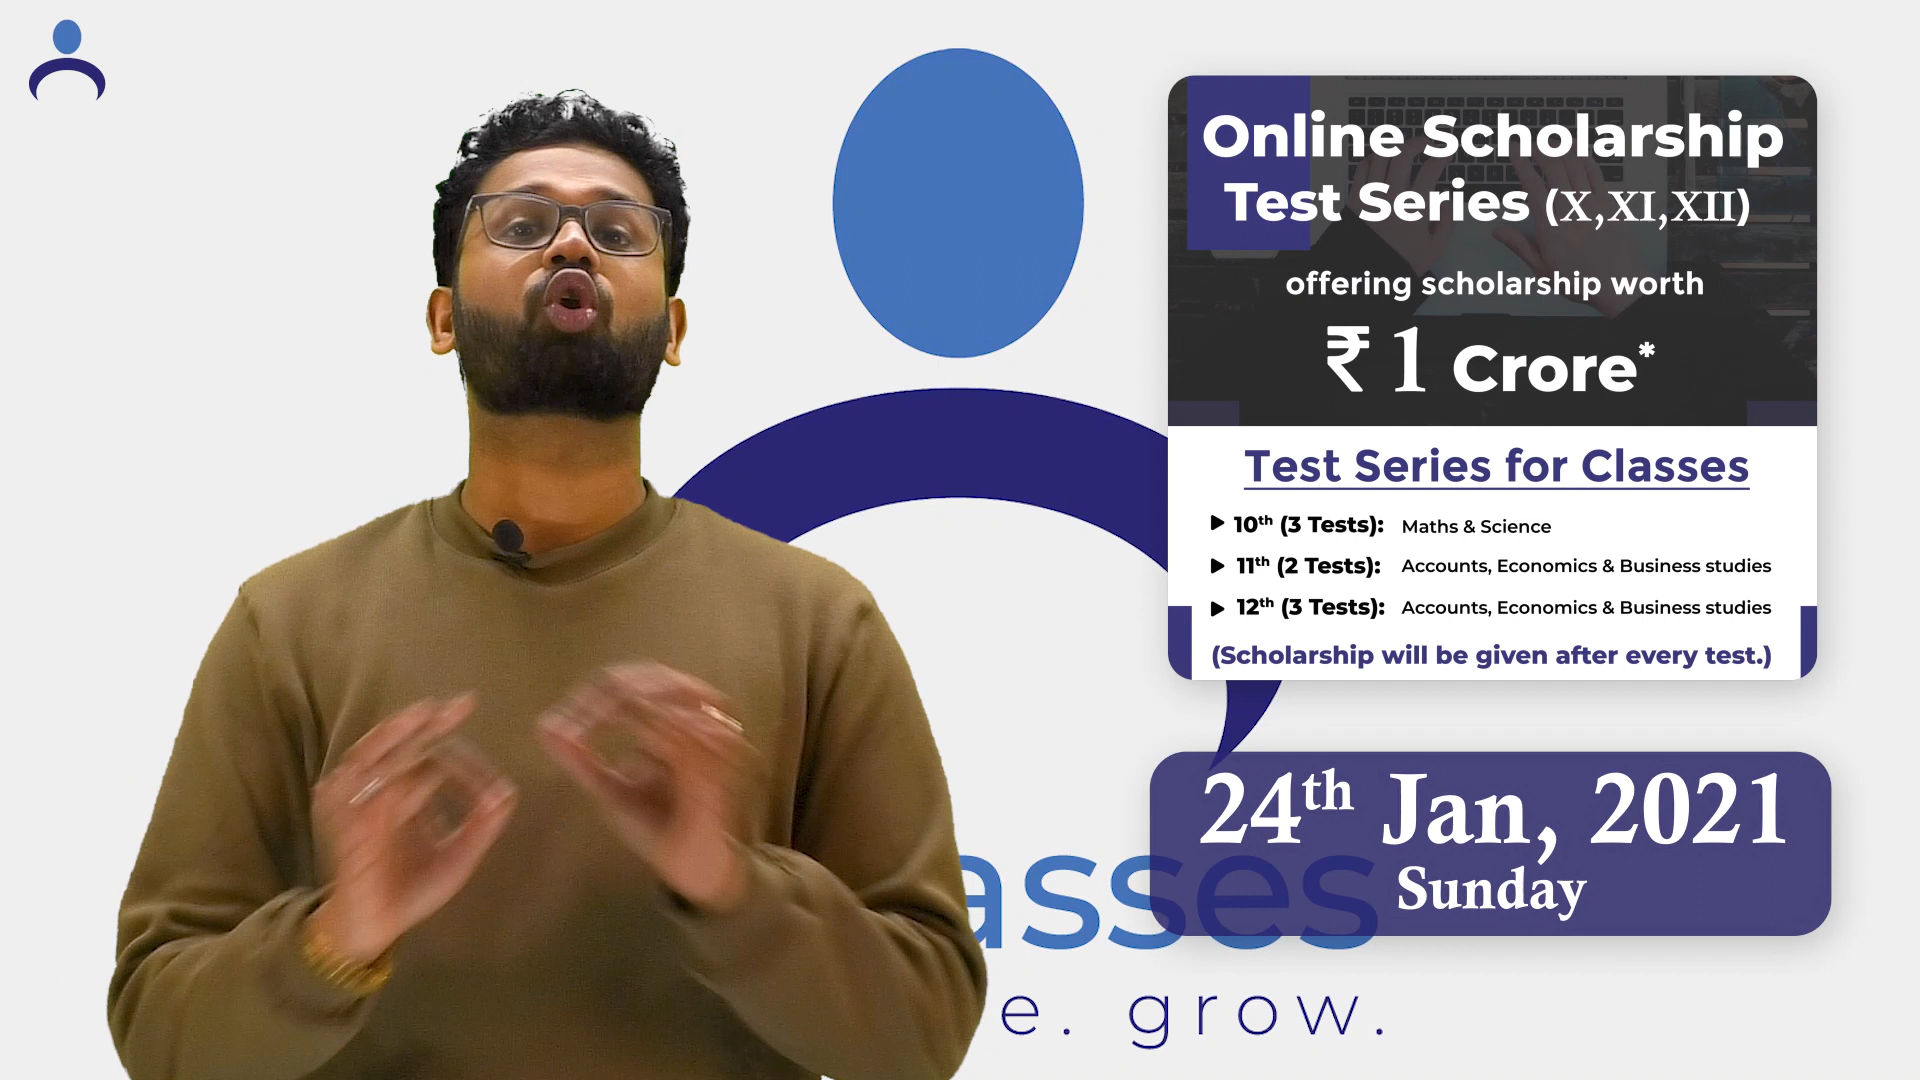 Online Scholarship
Test Series (X,XI,XII)
offering scholarship worth
₹ 1 Crore*
Test Series for Classes
10th (3 Tests): Maths & Science
11th (2 Tests): Accounts, Economics & Business studies
12th (3 Tests): Accounts, Economics & Business studies
(Scholarship will be given after every test.)
24th Jan, 2021
Sunday
asses
e. grow.